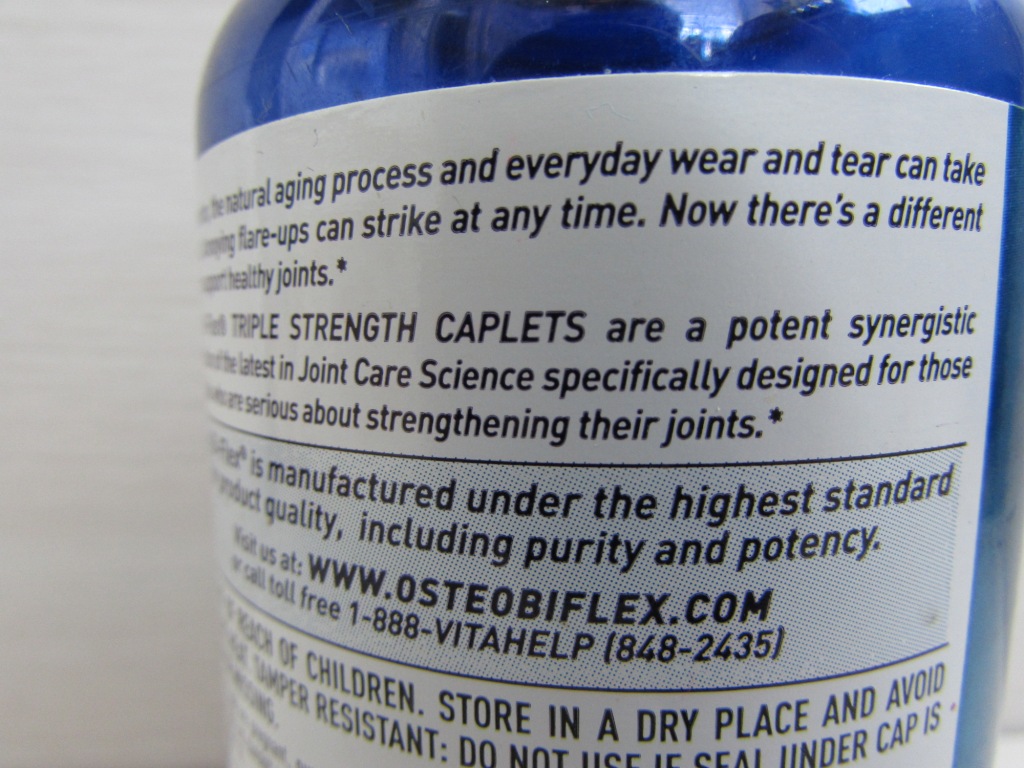 the natural aging process and everyday wear and tear can take
flare-ups can strike at any time. Now there's a different
healthy joints.*
TRIPLE STRENGTH CAPLETS are a potent synergistic
of the latest in Joint Care Science specifically designed for those
are serious about strengthening their joints.*
-Flex® is manufactured under the highest standard
product quality, including purity and potency.
Visit us at: WWW.OSTEOBIFLEX.COM
or call toll free 1-888-VITAHELP (848-2435)
REACH OF CHILDREN. STORE IN A DRY PLACE AND AVOID
TAMPER RESISTANT: DO NOT USE IF SEAL UNDER CAP IS